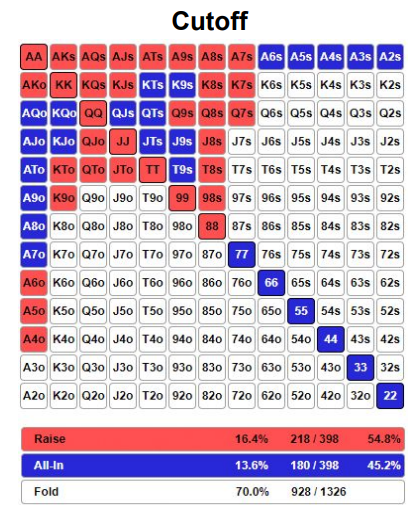 Cutoff
AA AKs AQs AJs ATs A9s A8s A7s A6s A5s A4s A3s A2s
AKo KK KQs KJs KTs K9s K8s K7s K6s K5s K4s K3s K2s
AQo KQo QQ QJs QTs Q9s Q8s Q7s Q6s Q5s Q4s Q3s Q2s
AJo KJo QJo JJ JTs J9s J8s J7s J6s J5s J4s J3s J2s
ATo KTo QTo JTo TT T9s T8s T7s T6s T5s T4s T3s T2s
A9o K9o Q9o J9o T9o 99 98s 97s 96s 95s 94s 93s 92s
A8o K8o Q8o J8o T8o 98o 88 87s 86s 85s 84s 83s 82s
A7o K7o Q7o J7o T7o 97o 87o 77 76s 75s 74s 73s 72s
A6o K6o Q6o J6o T6o 96o 86o 76o 66 65s 64s 63s 62s
A5o K5o Q5o J5o T5o 95o 85o 75o 65o 55 54s 53s 52s
A4o K4o Q4o J4o T4o 94o 84o 74o 64o 54o 44 43s 42s
A3o K3o Q3o J3o T3o 93o 83o 73o 63o 53o 43o 33 32s
A2o K2o Q2o J2o T2o 92o 82o 72o 62o 52o 42o 32o 22
Raise 16.4% 218 / 398 54.8%
All-In 13.6% 180 / 398 45.2%
Fold 70.0% 928 / 1326